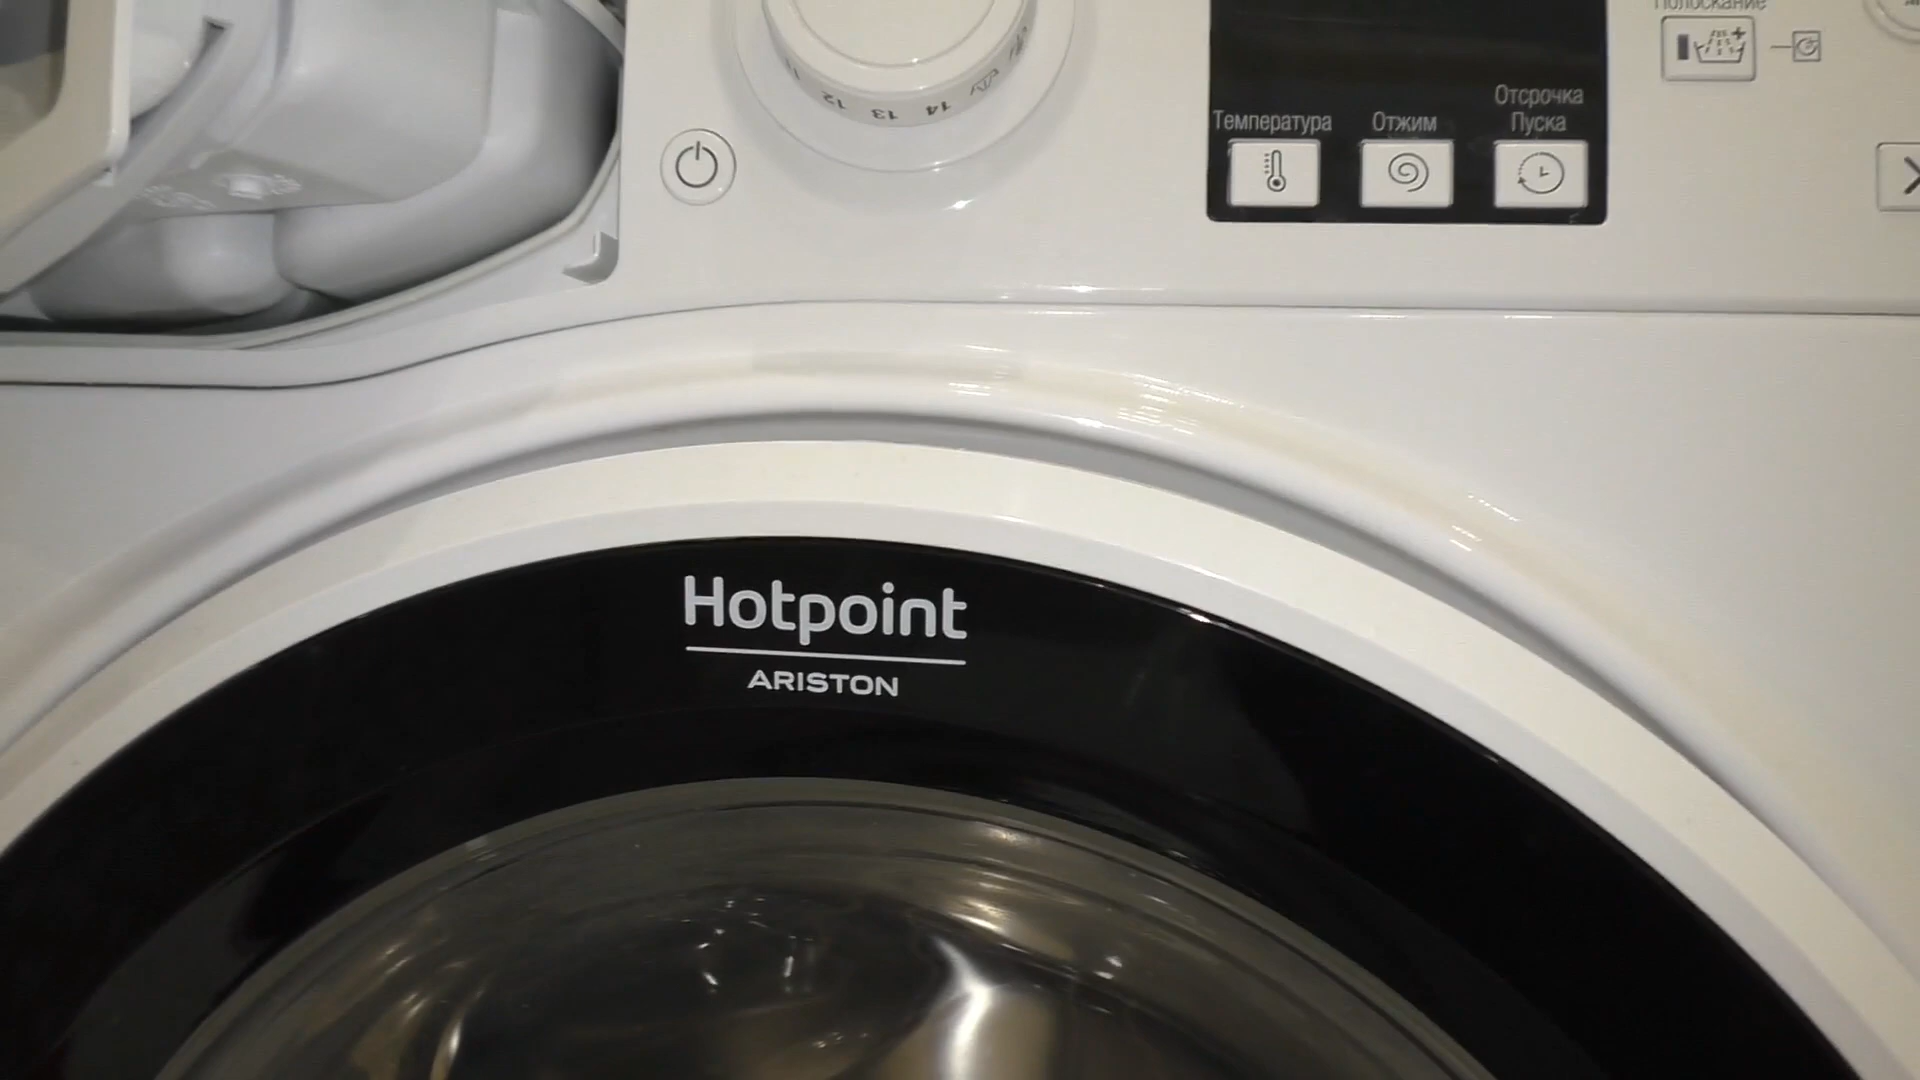 Полоскание
12 13 14
Температура
Отжим
Отсрочка
Пуска
Hotpoint
ARISTON